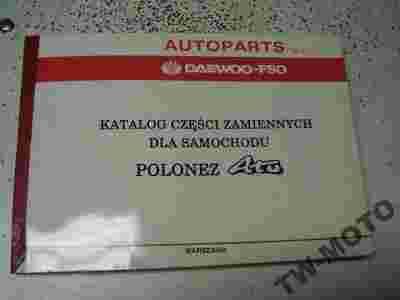 AUTOPARTS
DAEWOO-FSO
KATALOG CZĘŚCI ZAMIENNYCH
DLA SAMOCHODU
POLONEZ Atu
WARSZAWA
TW-MOTO